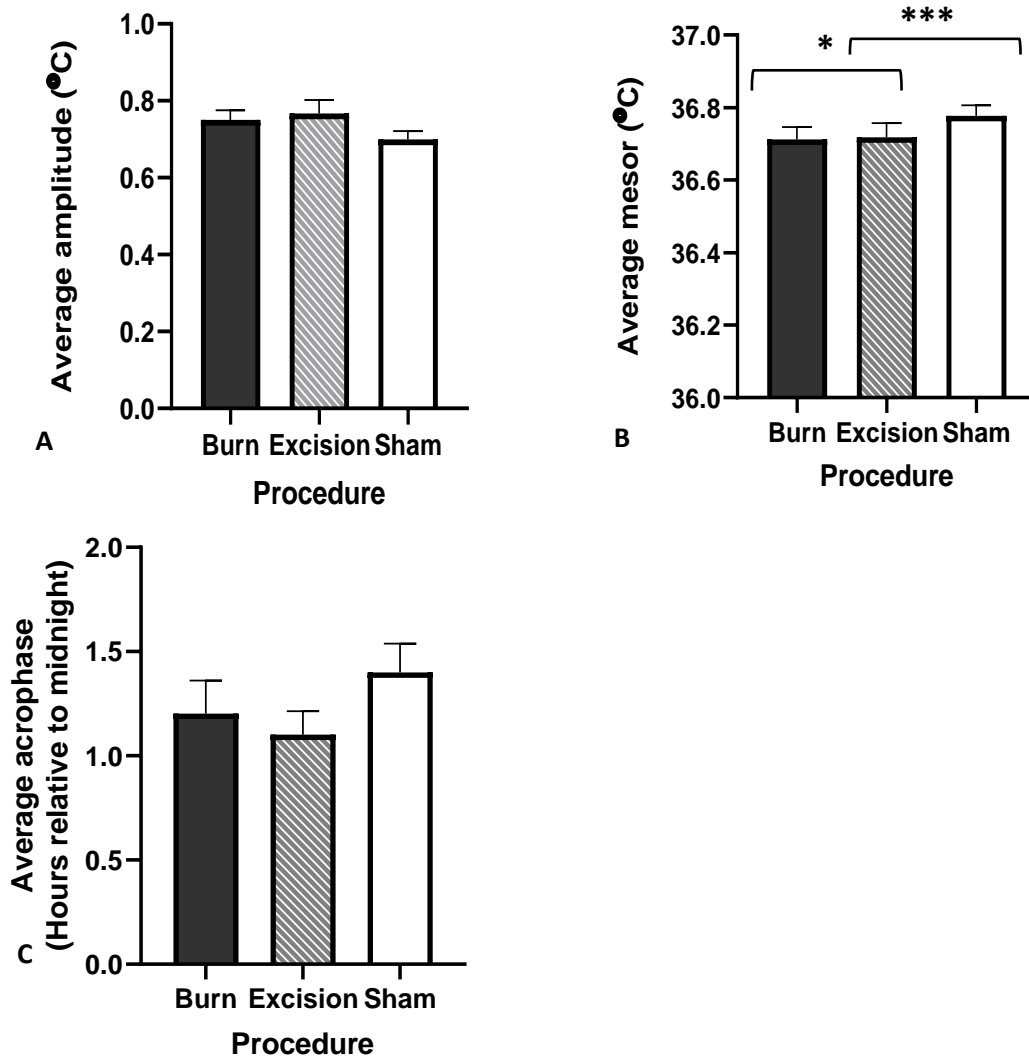 Average amplitude (°C)
1.0
0.8
0.6
0.4
0.2
0.0
Burn Excision Sham
A
Procedure
*
***
Average mesor (°C)
37.0
36.8
36.6
36.4
36.2
36.0
Burn Excision Sham
B
Procedure
Average acrophase
(Hours relative to midnight)
2.0
1.5
1.0
0.5
0.0
C
Burn Excision Sham
Procedure